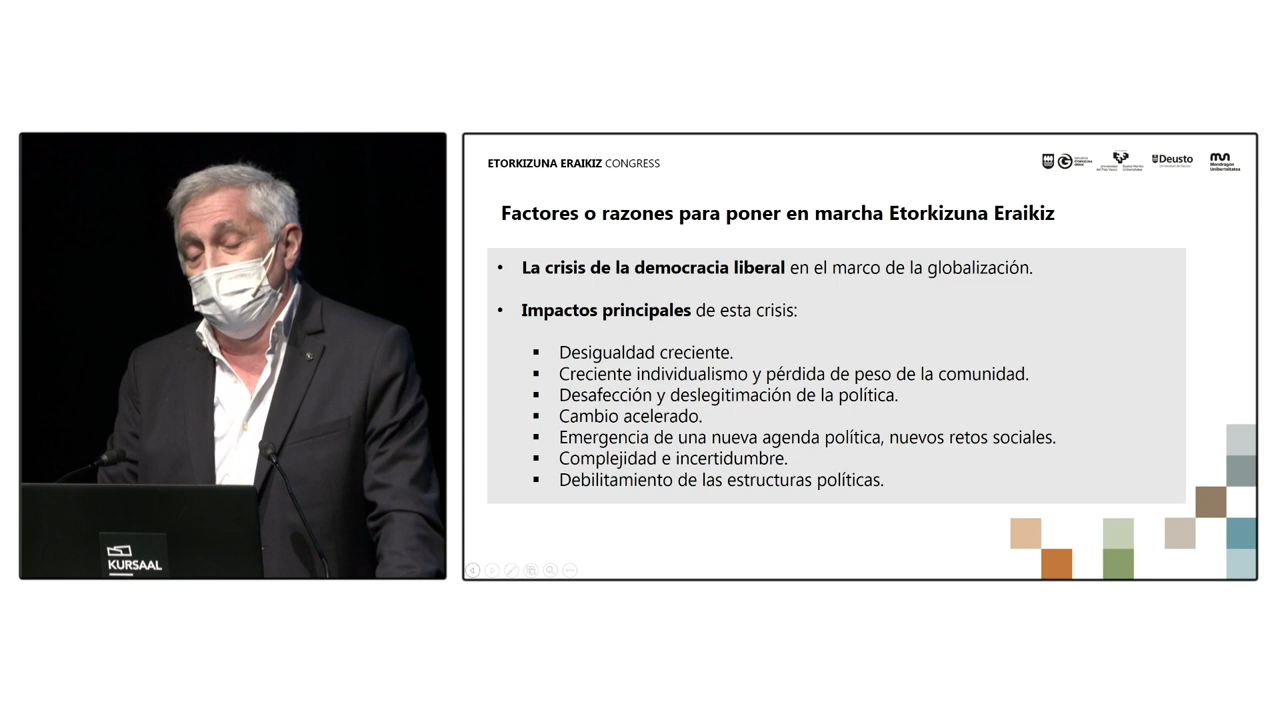 KURSAAL
ETORKIZUNA ERAIKIZ CONGRESS
Deusto
Mondragon
Unibertsitatea
Factores o razones para poner en marcha Etorkizuna Eraikiz
• La crisis de la democracia liberal en el marco de la globalización.
• Impactos principales de esta crisis:
▪ Desigualdad creciente.
▪ Creciente individualismo y pérdida de peso de la comunidad.
▪ Desafección y deslegitimación de la política.
▪ Cambio acelerado.
▪ Emergencia de una nueva agenda política, nuevos retos sociales.
▪ Complejidad e incertidumbre.
▪ Debilitamiento de las estructuras políticas.